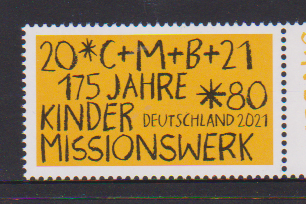 20*C+M+B+21
175 JAHRE
*80
KINDER
DEUTSCHLAND 2021
MISSIONSWERK